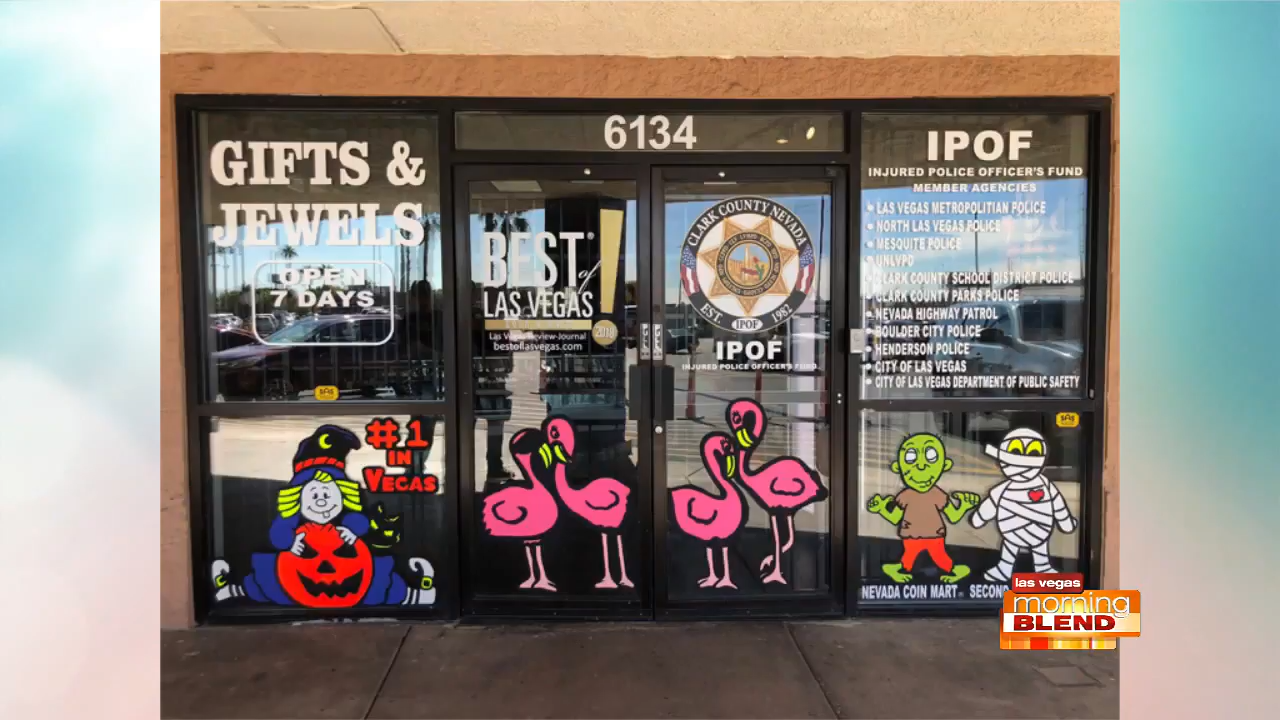 6134
GIFTS &
JEWELS
OPEN
7 DAYS
#1
IN
VEGAS
BEST®
of
LAS VEGAS
2018
Las Vegas Review-Journal
bestoflasvegas.com
CLARK COUNTY NEVADA
EST. 1982
IPOF
IPOF
INJURED POLICE OFFICER'S FUND
IPOF
INJURED POLICE OFFICER'S FUND
MEMBER AGENCIES
• LAS VEGAS METROPOLITIAN POLICE
• NORTH LAS VEGAS POLICE
• MESQUITE POLICE
• UNLVPD
• CLARK COUNTY SCHOOL DISTRICT POLICE
• CLARK COUNTY PARKS POLICE
• NEVADA HIGHWAY PATROL
• BOULDER CITY POLICE
• HENDERSON POLICE
• CITY OF LAS VEGAS
• CITY OF LAS VEGAS DEPARTMENT OF PUBLIC SAFETY
NEVADA COIN MART SECOND
las vegas
morning
BLEND